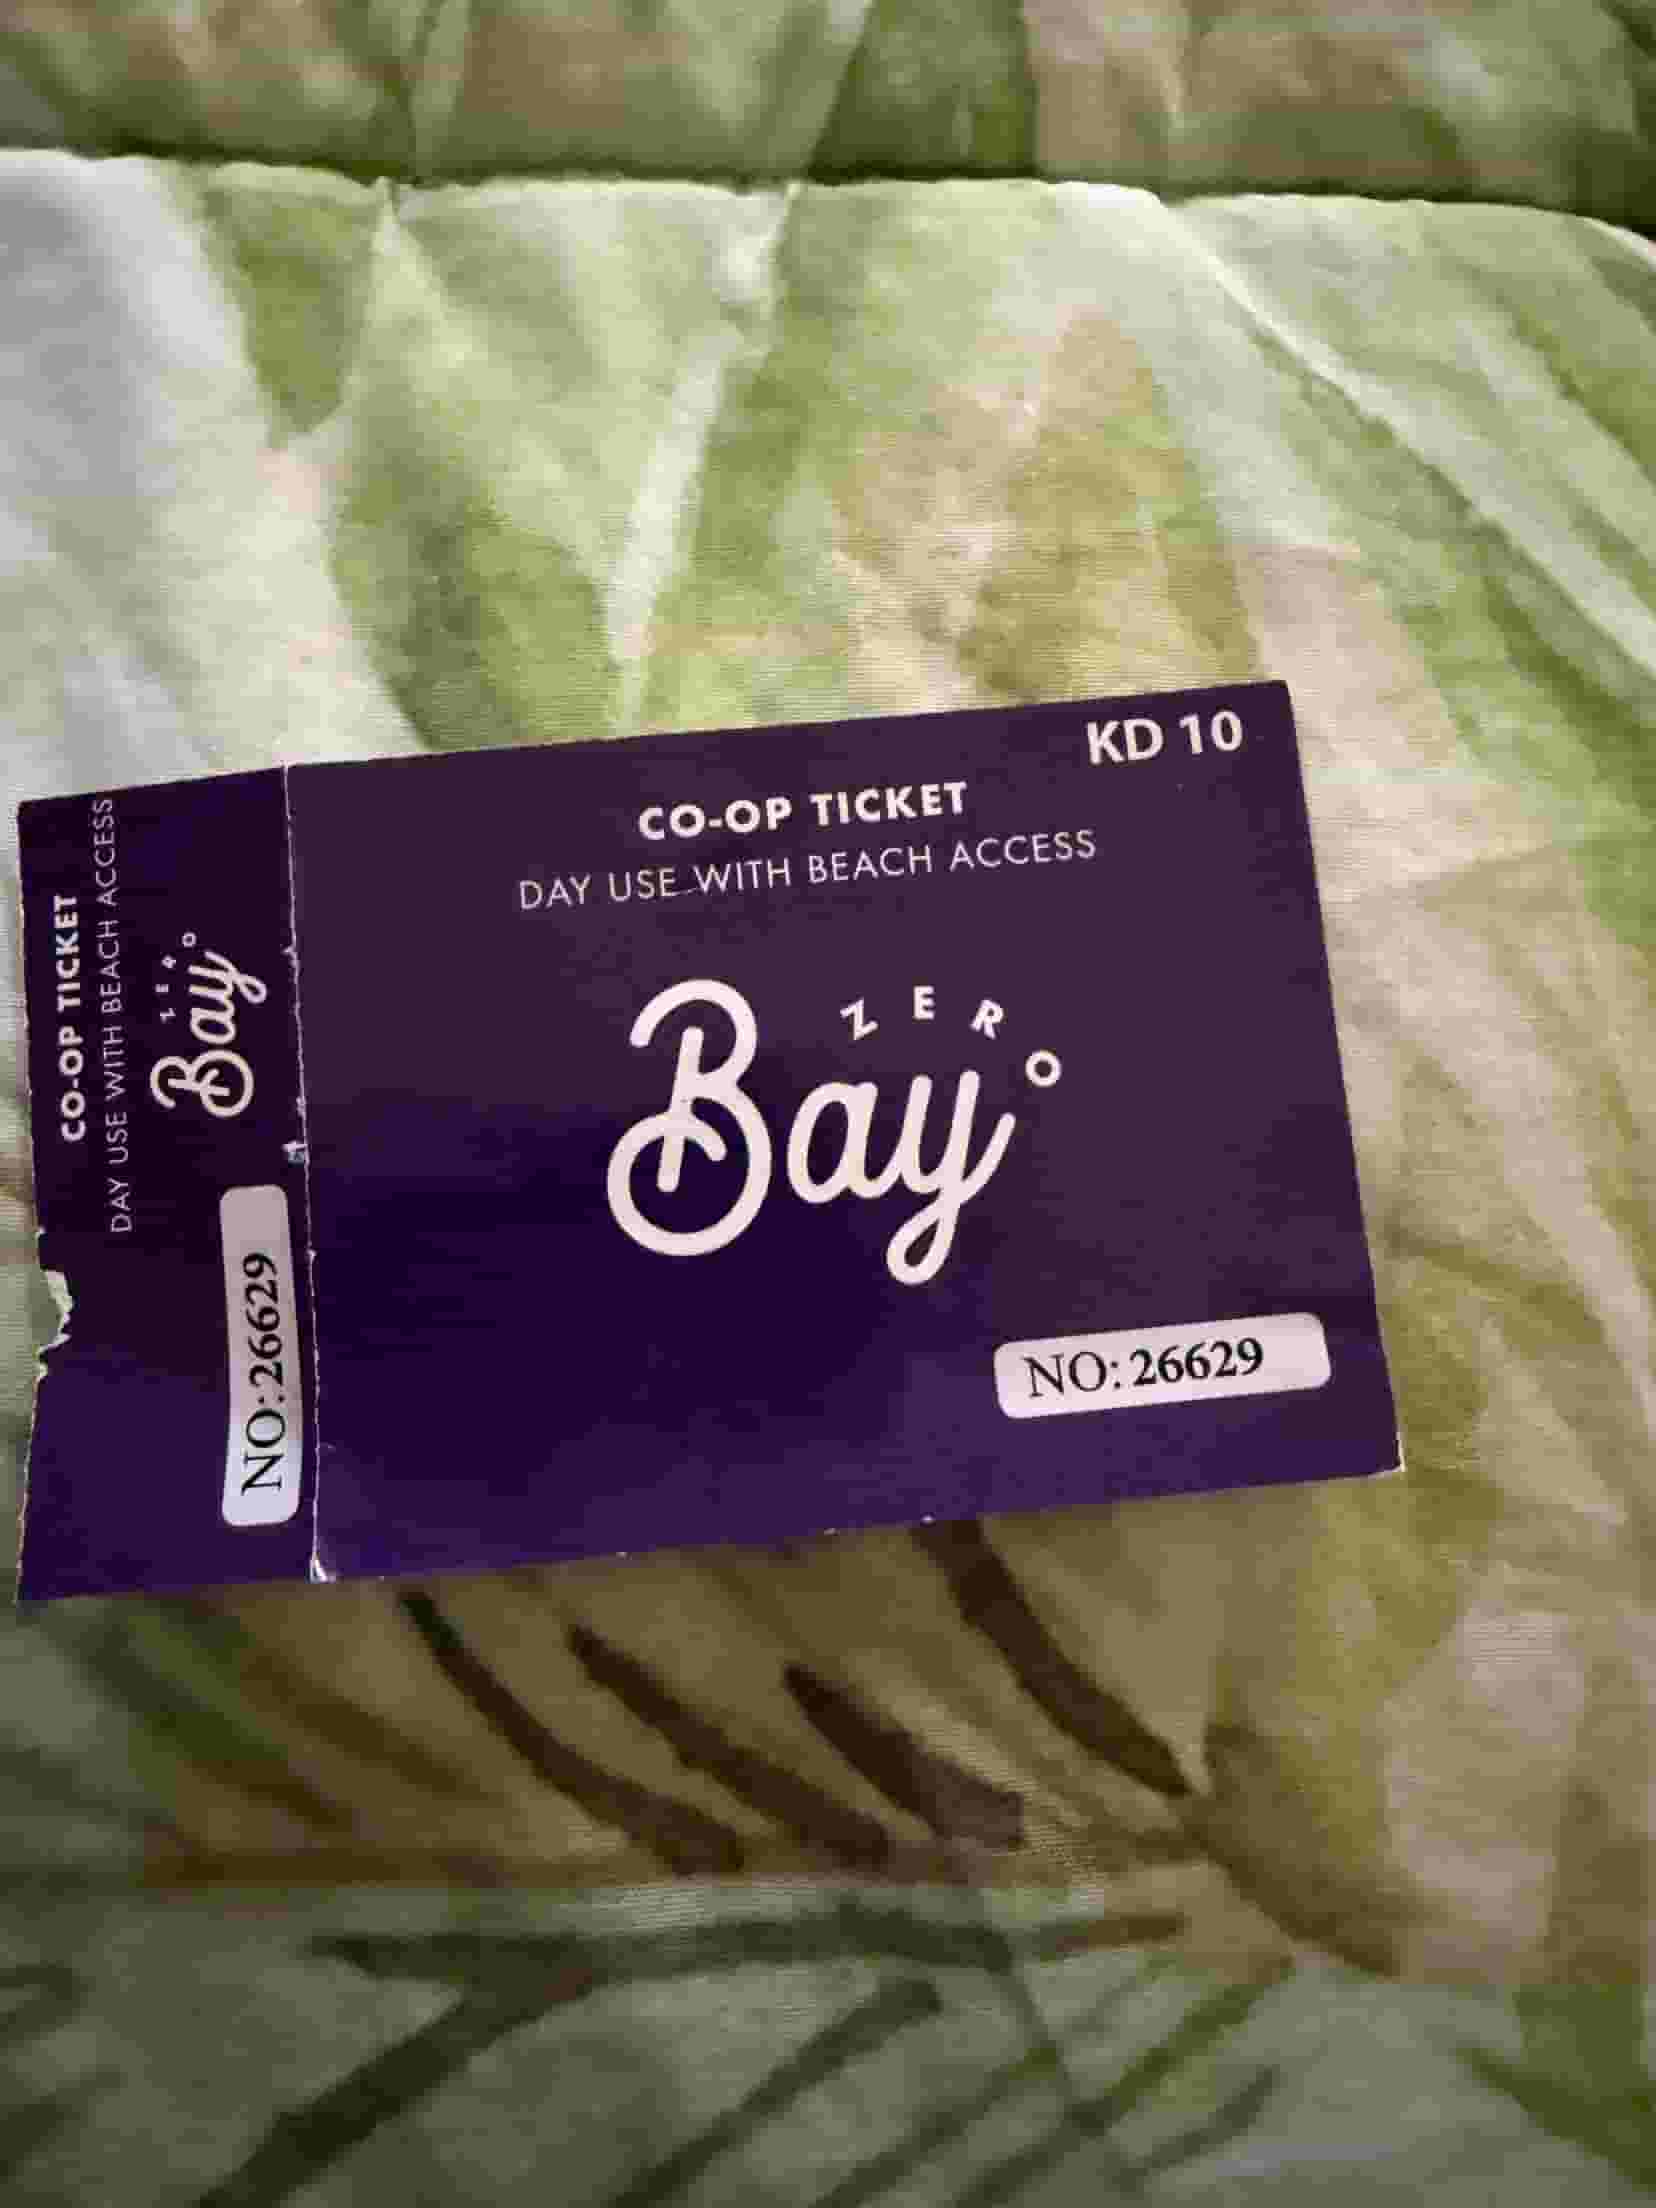 CO-OP TICKET
DAY USE WITH BEACH ACCESS
ZERO
Bay
NO:26629
KD 10
CO-OP TICKET
DAY USE WITH BEACH ACCESS
ZERO
Bay
NO:26629